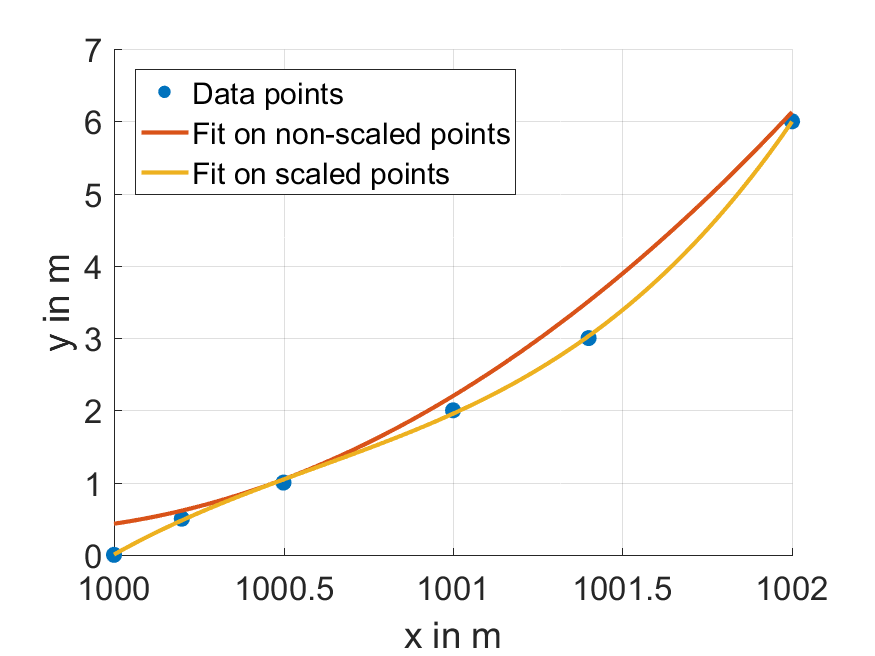 7
6
5
4
3
2
1
0
Data points
Fit on non-scaled points
Fit on scaled points
y in m
1000 1000.5 1001 1001.5 1002
x in m